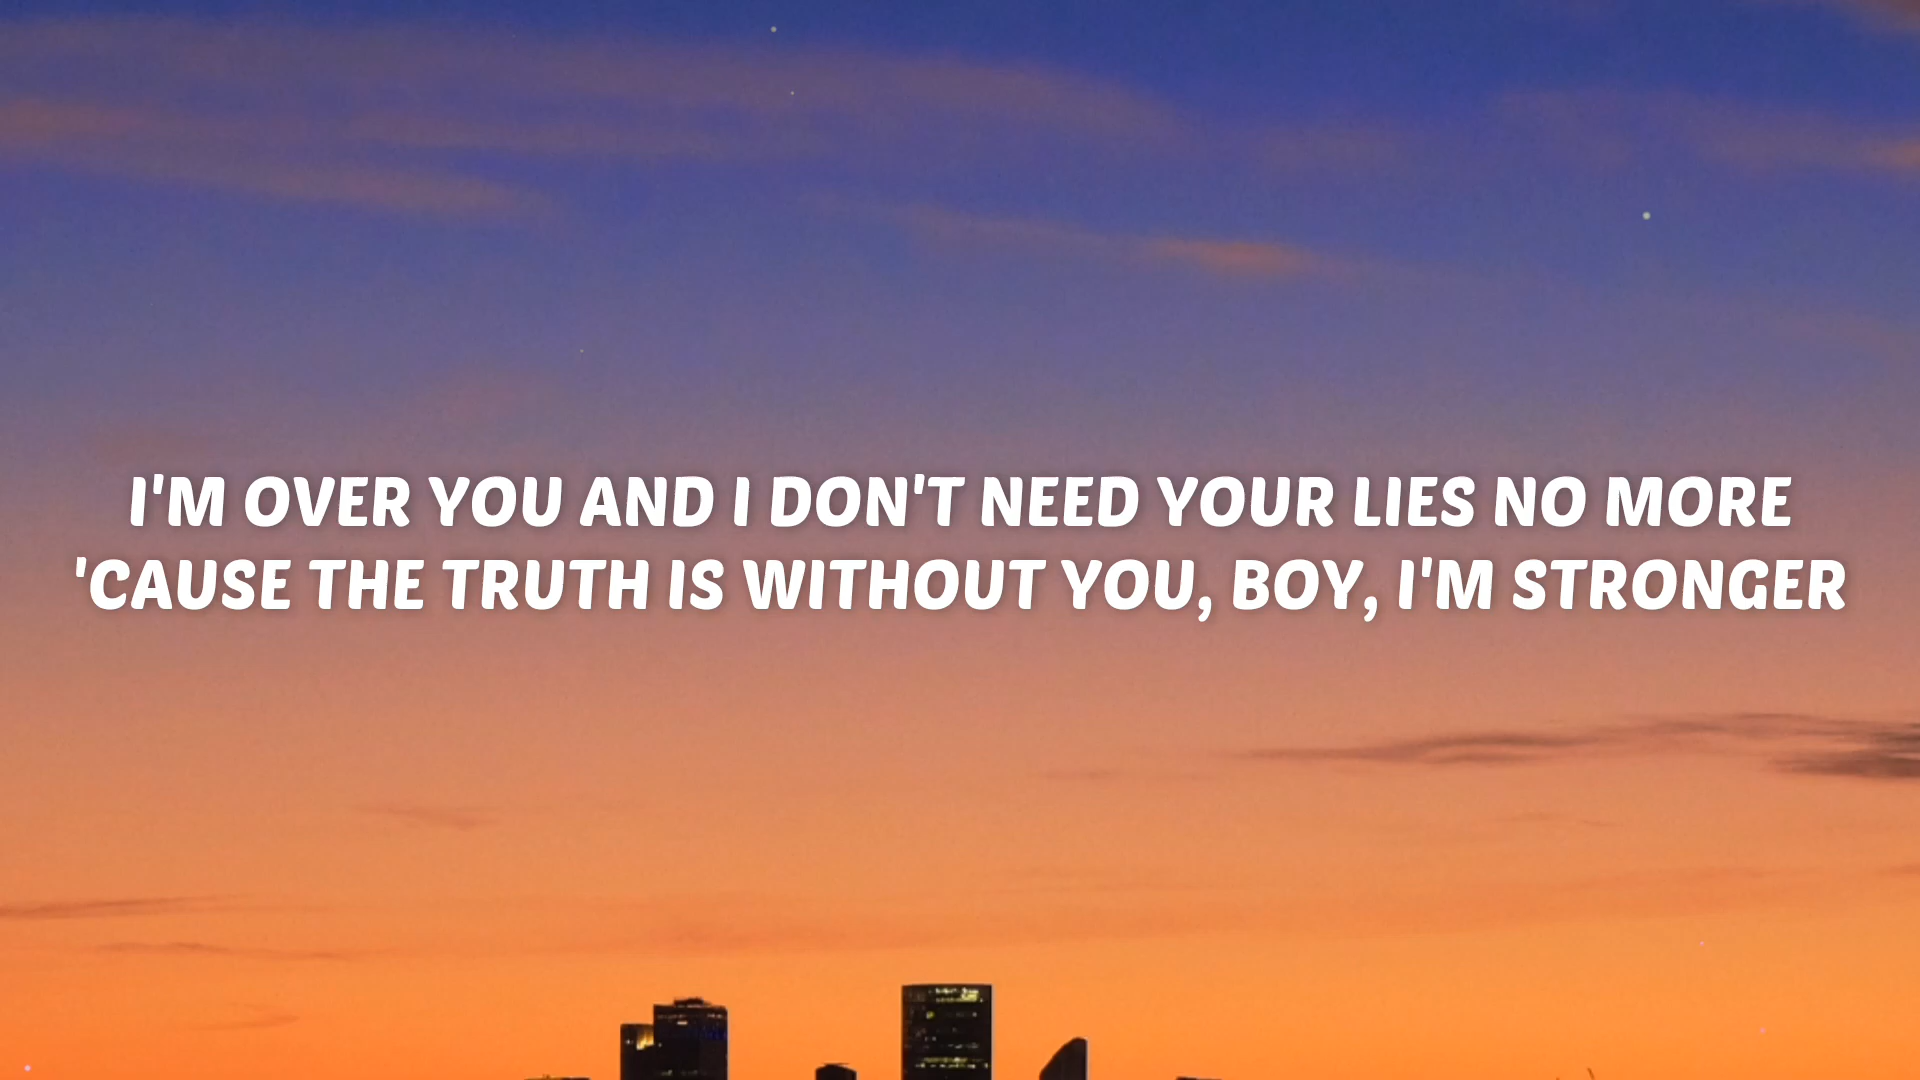 I'M OVER YOU AND I DON'T NEED YOUR LIES NO MORE
'CAUSE THE TRUTH IS WITHOUT YOU, BOY, I'M STRONGER